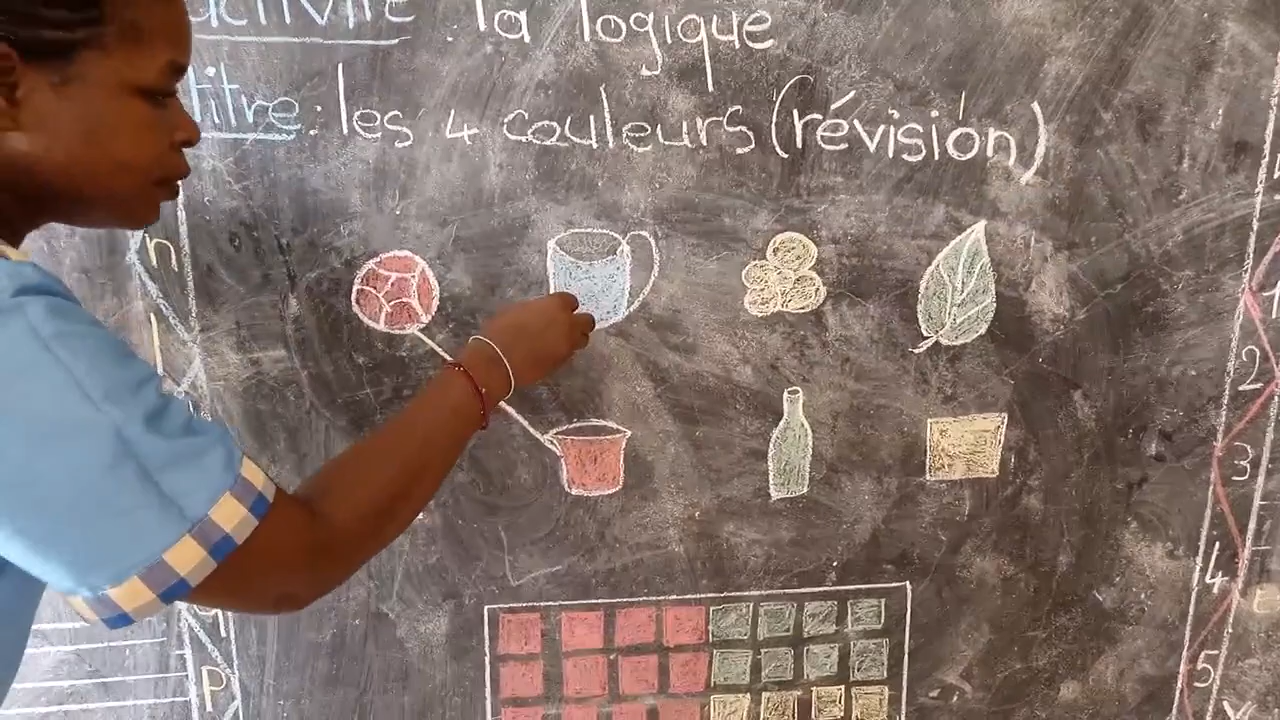 activité : la logique
titre : les 4 couleurs (révision)
n
l
1
2
3
4
5
p